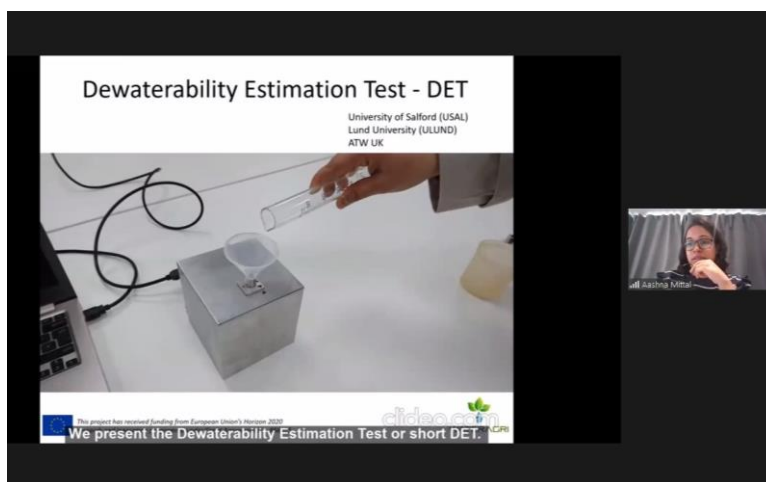 Dewaterability Estimation Test - DET
University of Salford (USAL)
Lund University (ULUND)
ATW UK
This project has received funding from European Union's Horizon 2020
clideo.com
We present the Dewaterability Estimation Test or short DET.
Aashna Mittal